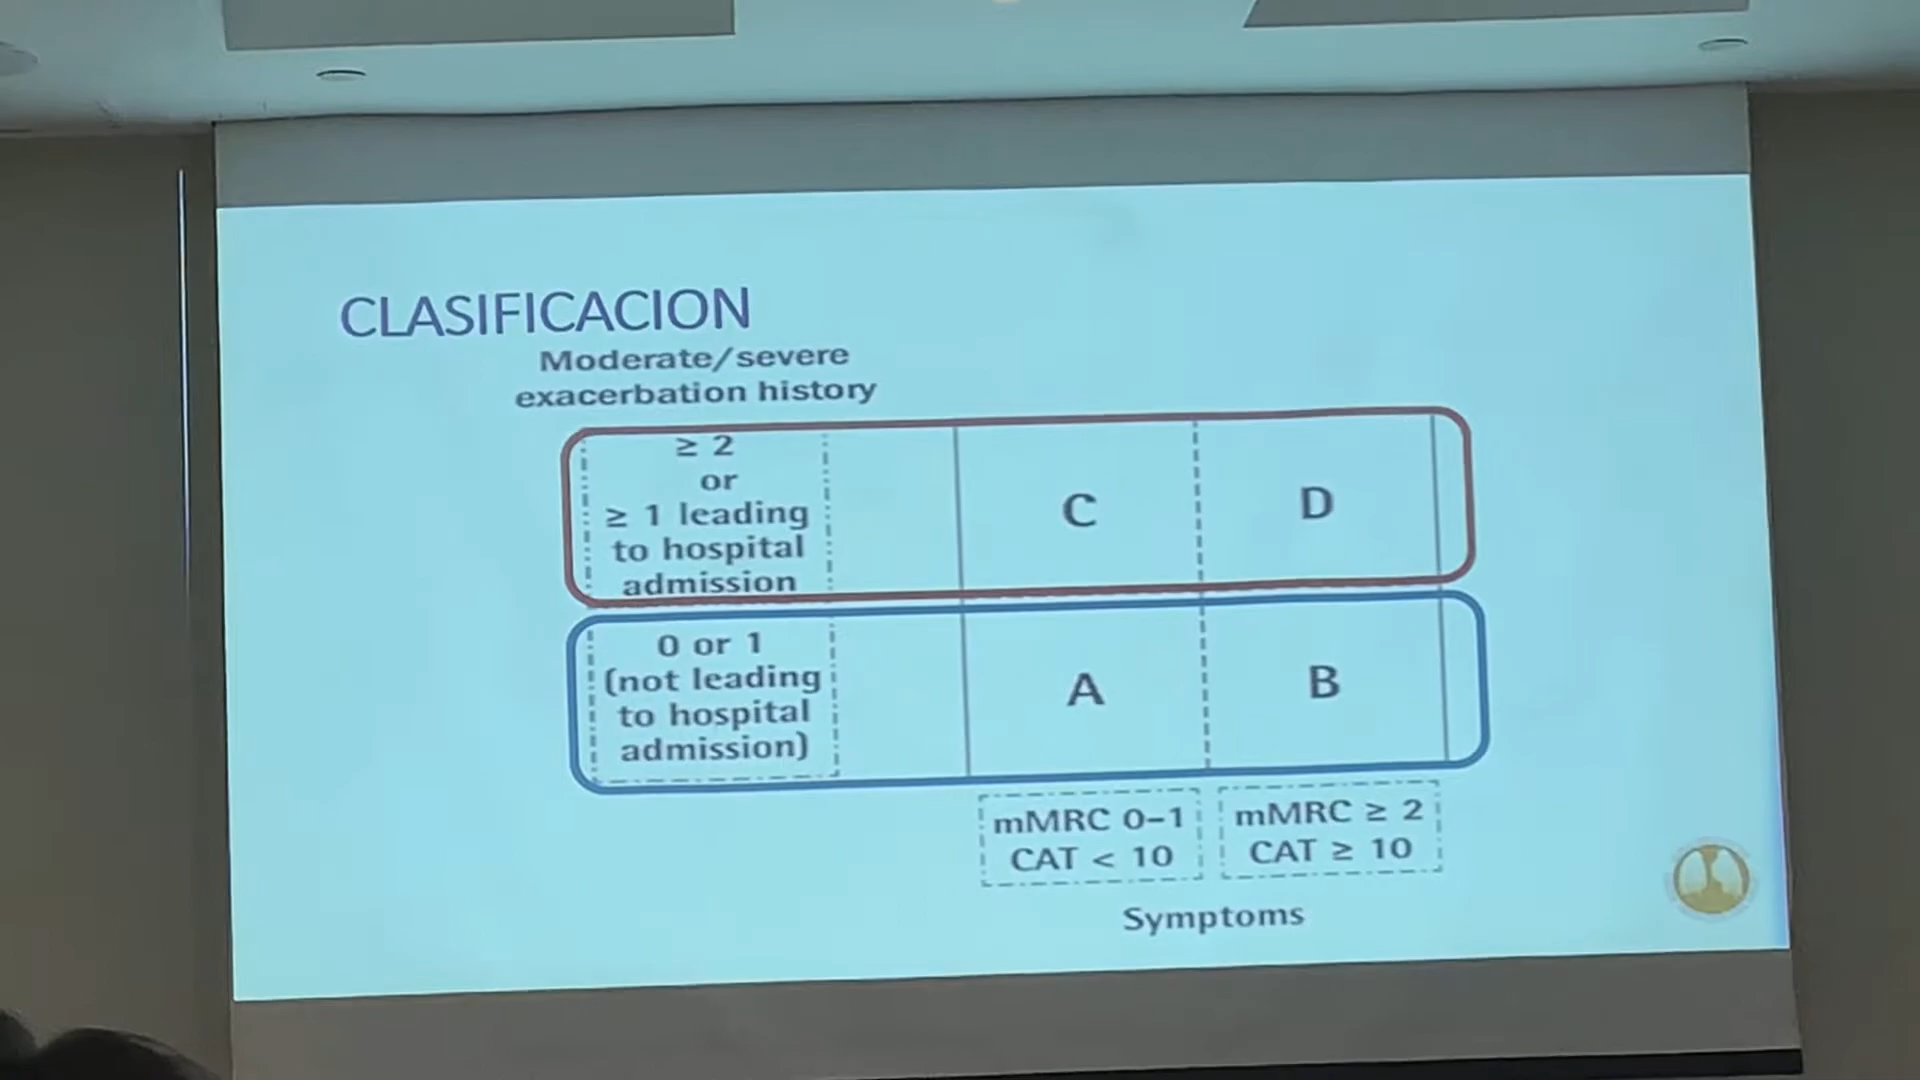 CLASIFICACION
Moderate/severe
exacerbation history
≥ 2
or
≥ 1 leading
to hospital
admission
C
D
0 or 1
(not leading
to hospital
admission)
A
B
mMRC 0–1
CAT < 10
mMRC ≥ 2
CAT ≥ 10
Symptoms